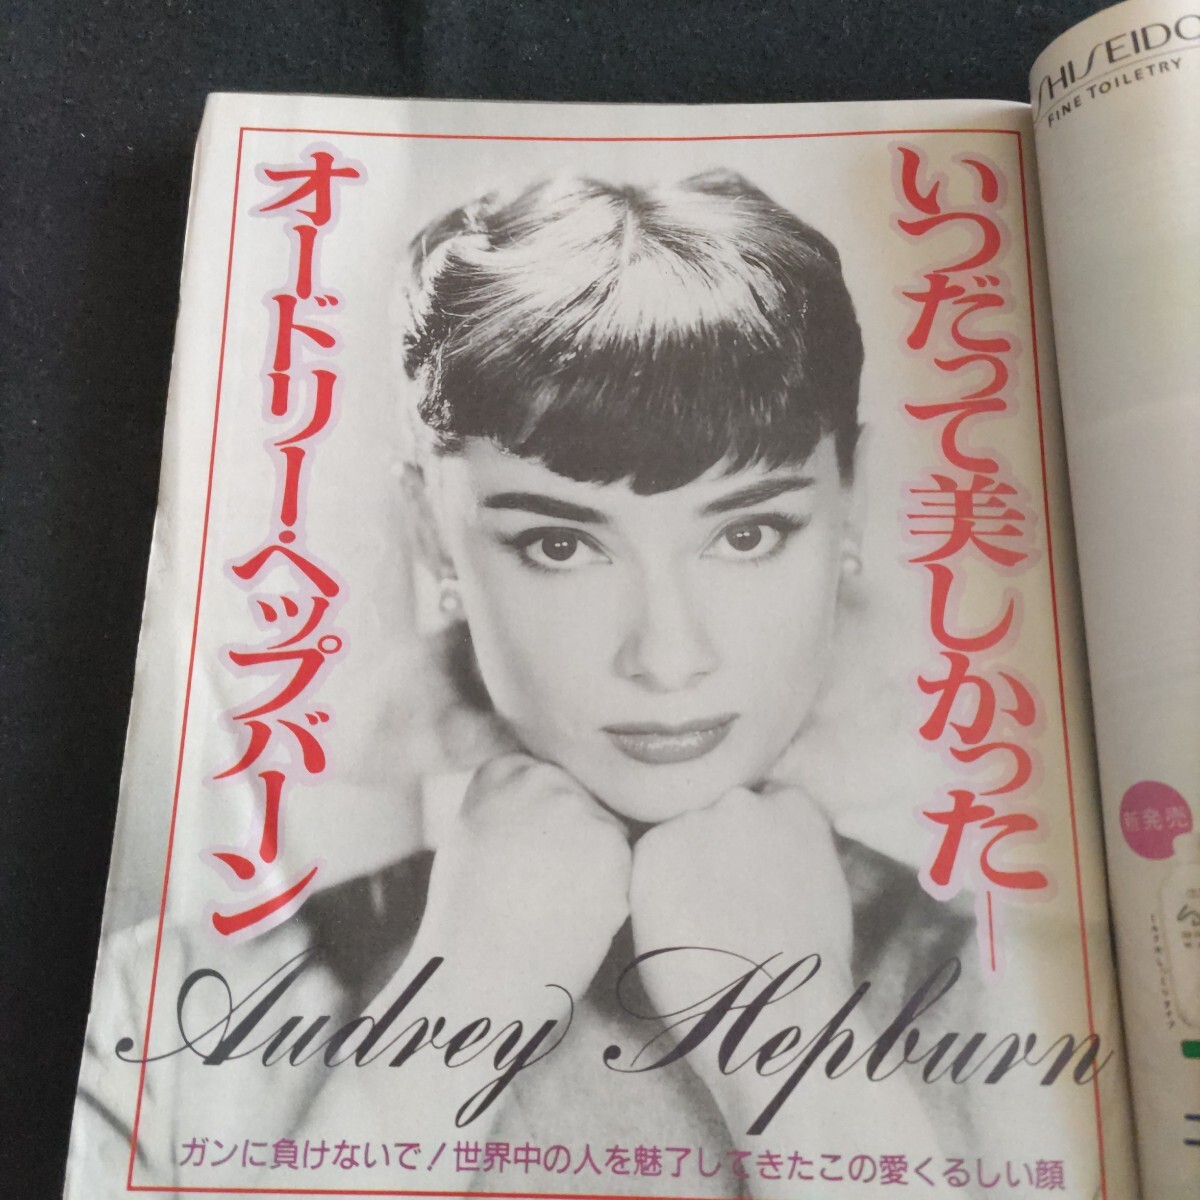 いつだって美しかった―
オードリー・ヘップバーン
Audrey Hepburn
ガンに負けないで！世界中の人を魅了してきたこの愛くるしい顔
SHISEIDO
FINE TOILETRY
新発売